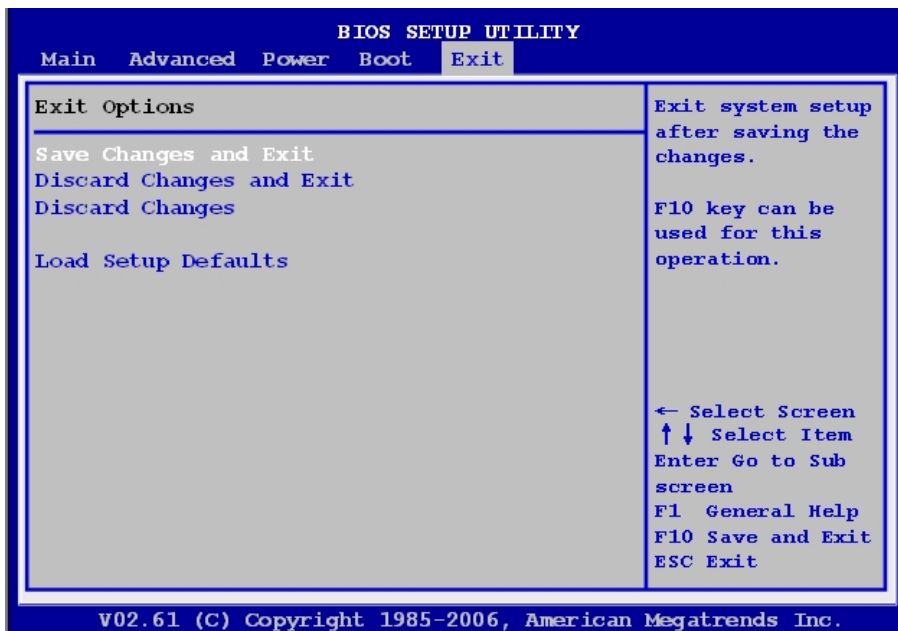 BIOS SETUP UTILITY
Main Advanced Power Boot Exit
Exit Options
Save Changes and Exit
Discard Changes and Exit
Discard Changes
Load Setup Defaults
Exit system setup
after saving the
changes.
F10 key can be
used for this
operation.
← Select Screen
↑↓ Select Item
Enter Go to Sub
screen
F1 General Help
F10 Save and Exit
ESC Exit
V02.61 (C) Copyright 1985-2006, American Megatrends Inc.